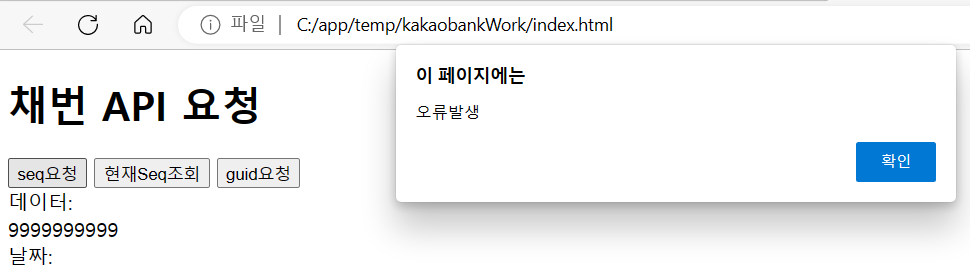 파일 | C:/app/temp/kakaobankWork/index.html
이 페이지에는
오류발생
확인
채번 API 요청
seq요청 현재Seq조회 guid요청
데이터:
9999999999
날짜: